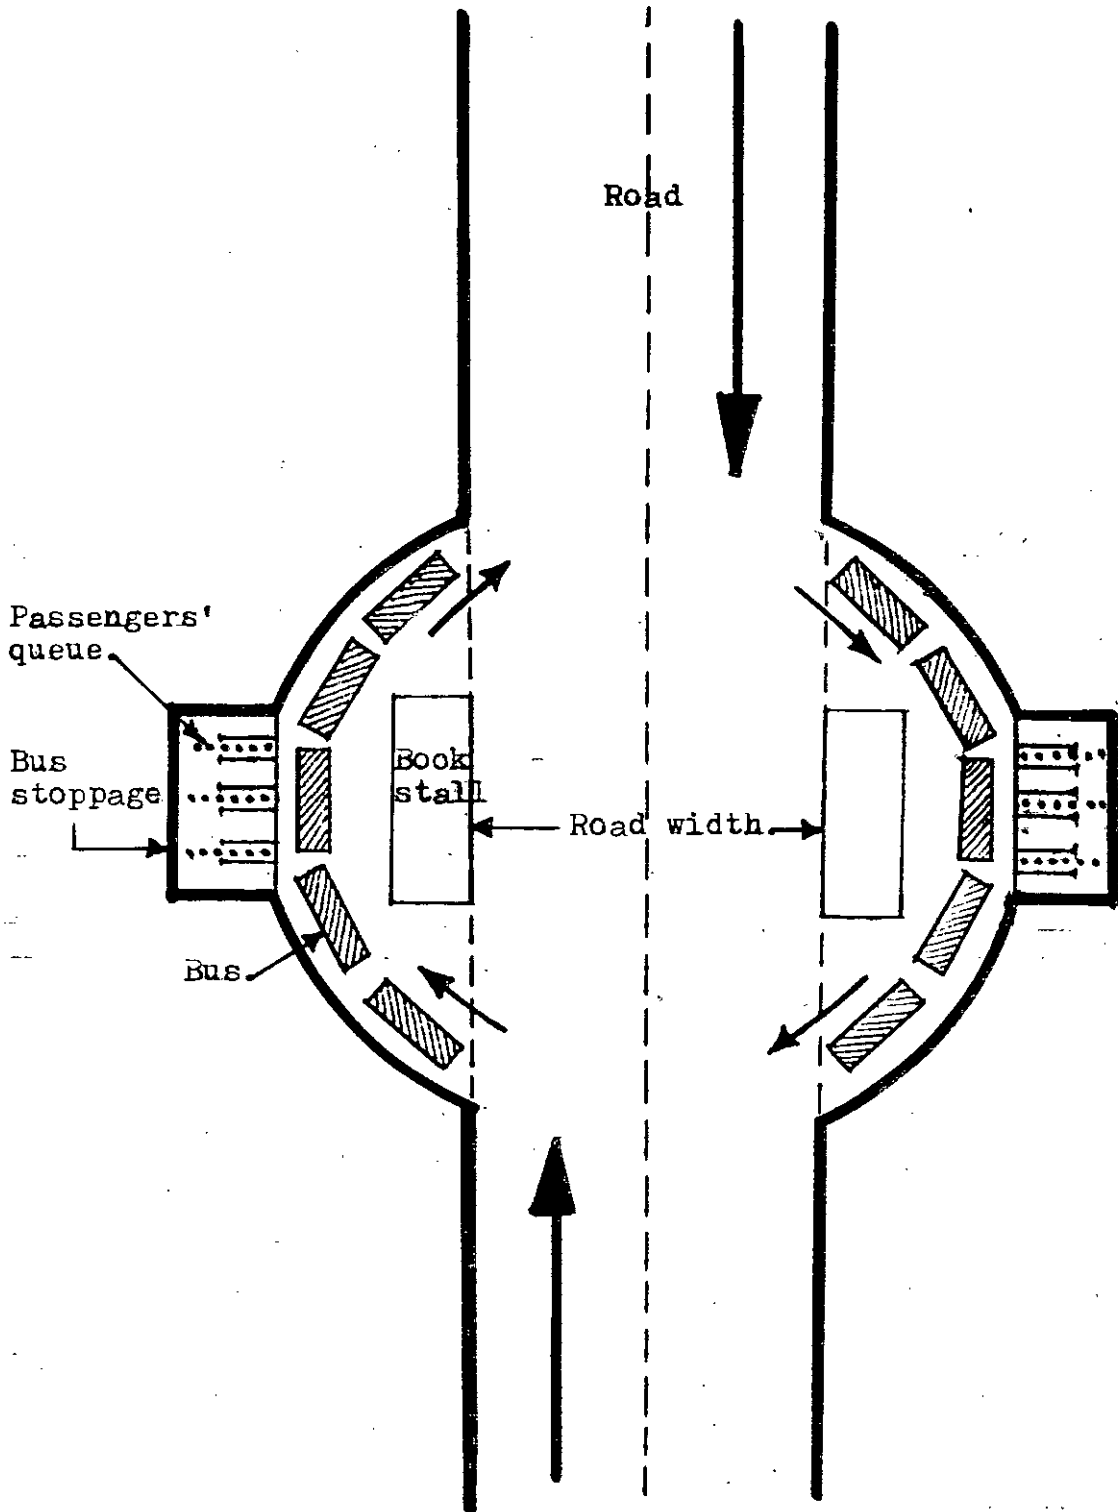 Road
Passengers'
queue
Bus
stoppage
Book
stall
Road width
Bus